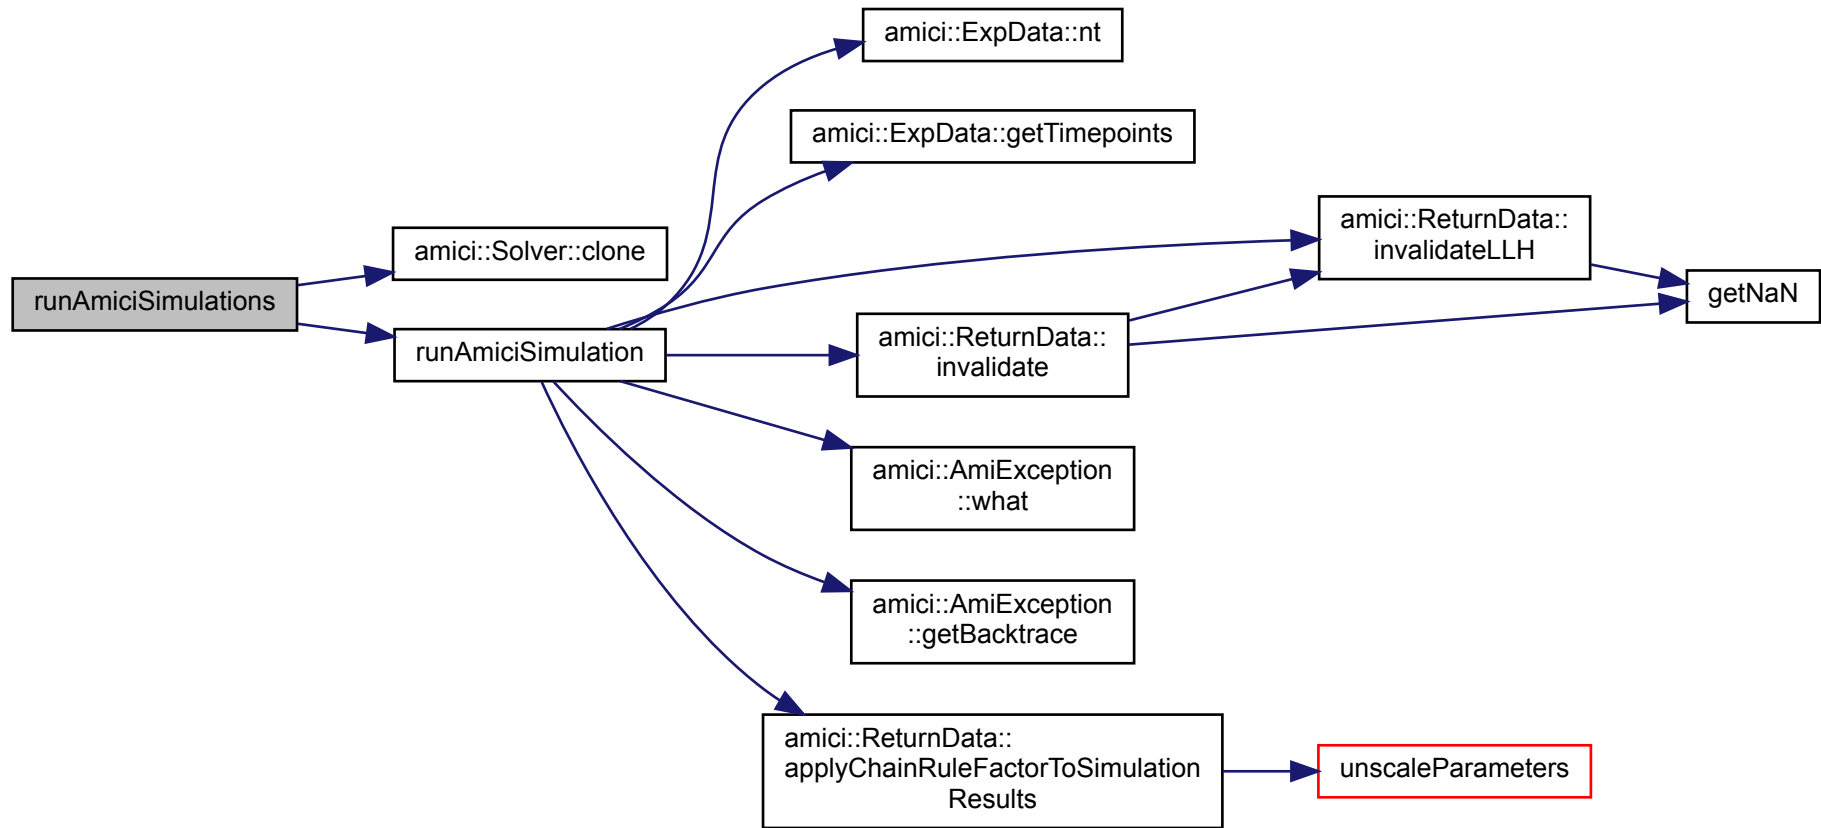 runAmiciSimulations
amici::Solver::clone
runAmiciSimulation
amici::ExpData::nt
amici::ExpData::getTimepoints
amici::ReturnData::
invalidate
amici::AmiException
::what
amici::AmiException
::getBacktrace
amici::ReturnData::
applyChainRuleFactorToSimulation
Results
amici::ReturnData::
invalidateLLH
unscaleParameters
getNaN